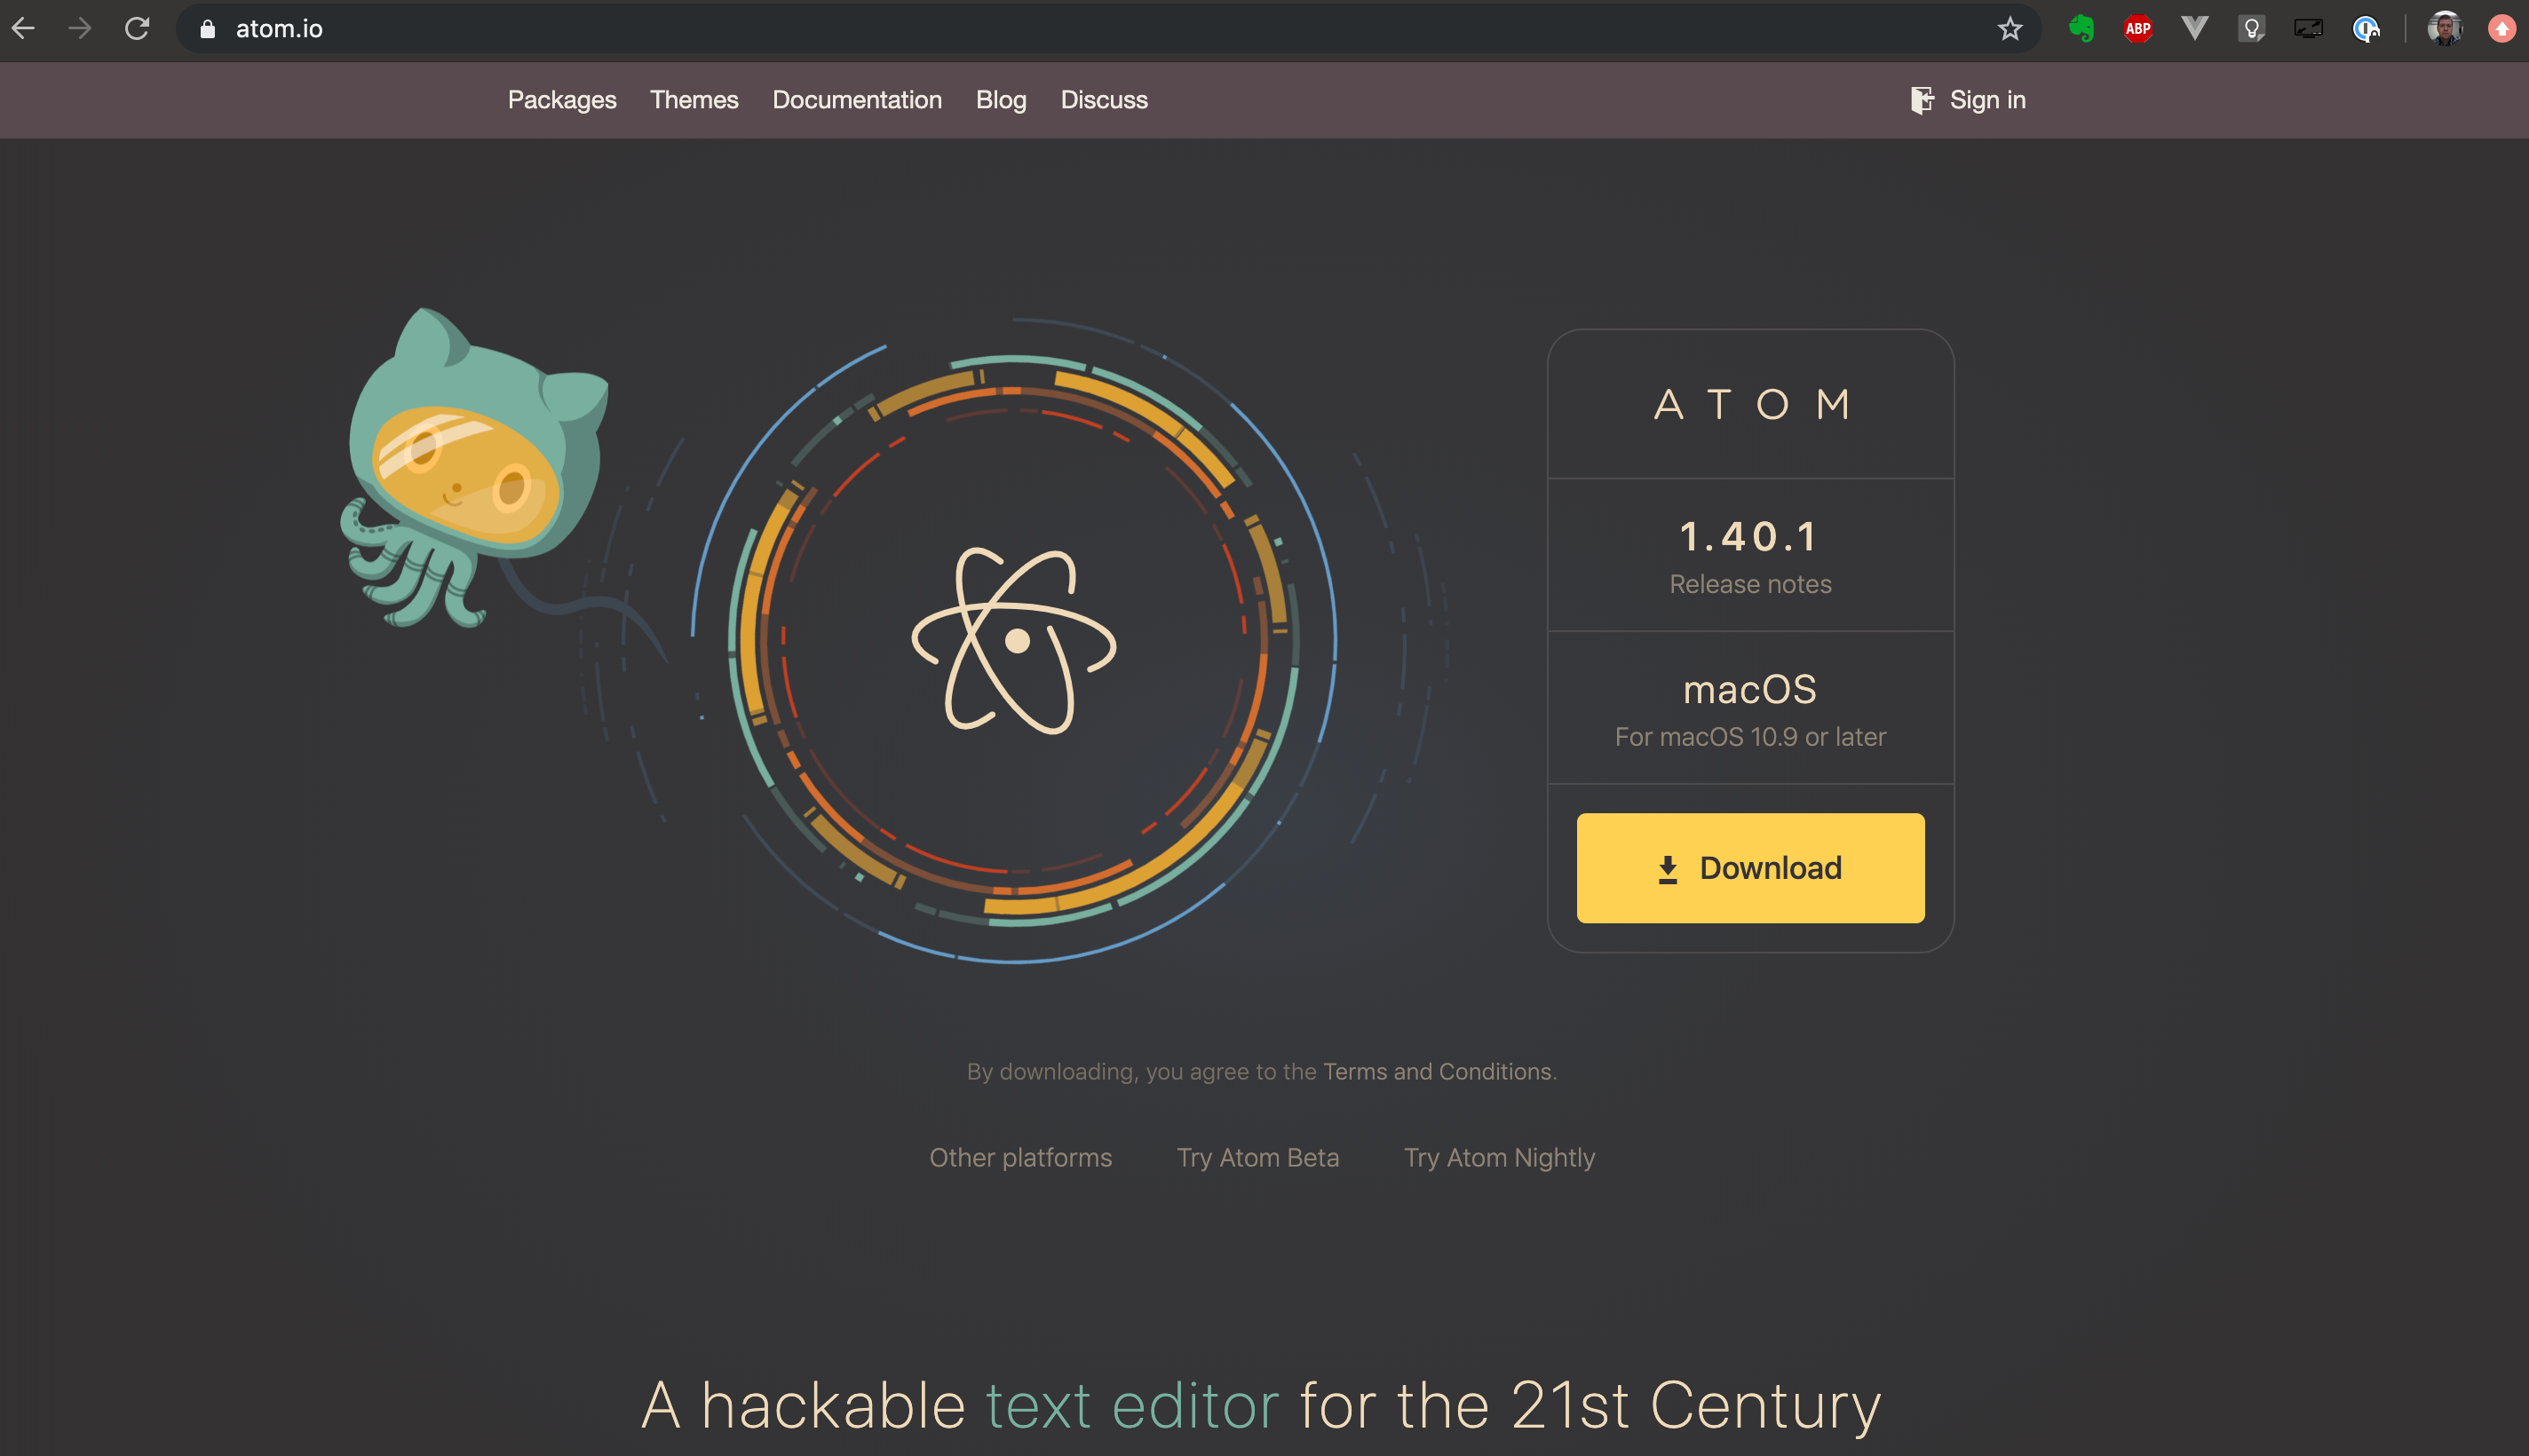 atom.io
ABP
Packages Themes Documentation Blog Discuss Sign in
ATOM
1.40.1
Release notes
macOS
For macOS 10.9 or later
Download
By downloading, you agree to the Terms and Conditions.
Other platforms Try Atom Beta Try Atom Nightly
A hackable text editor for the 21st Century